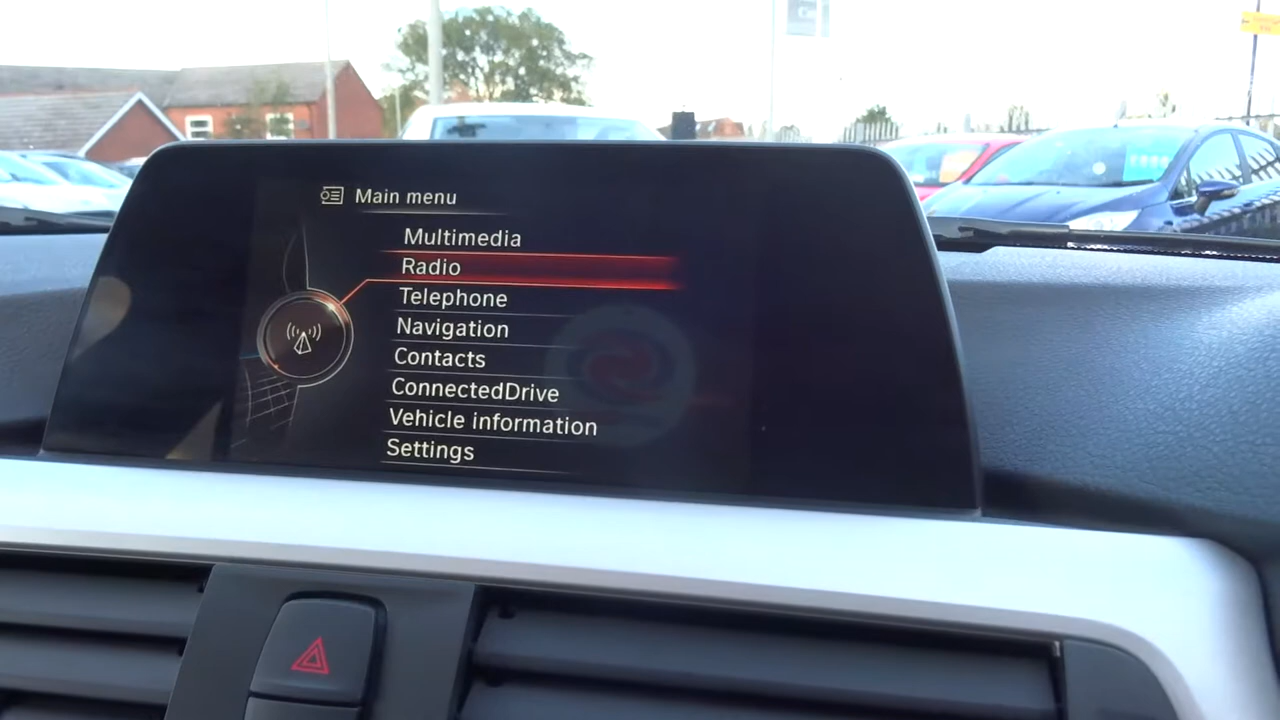 Main menu
Multimedia
Radio
Telephone
Navigation
Contacts
ConnectedDrive
Vehicle information
Settings